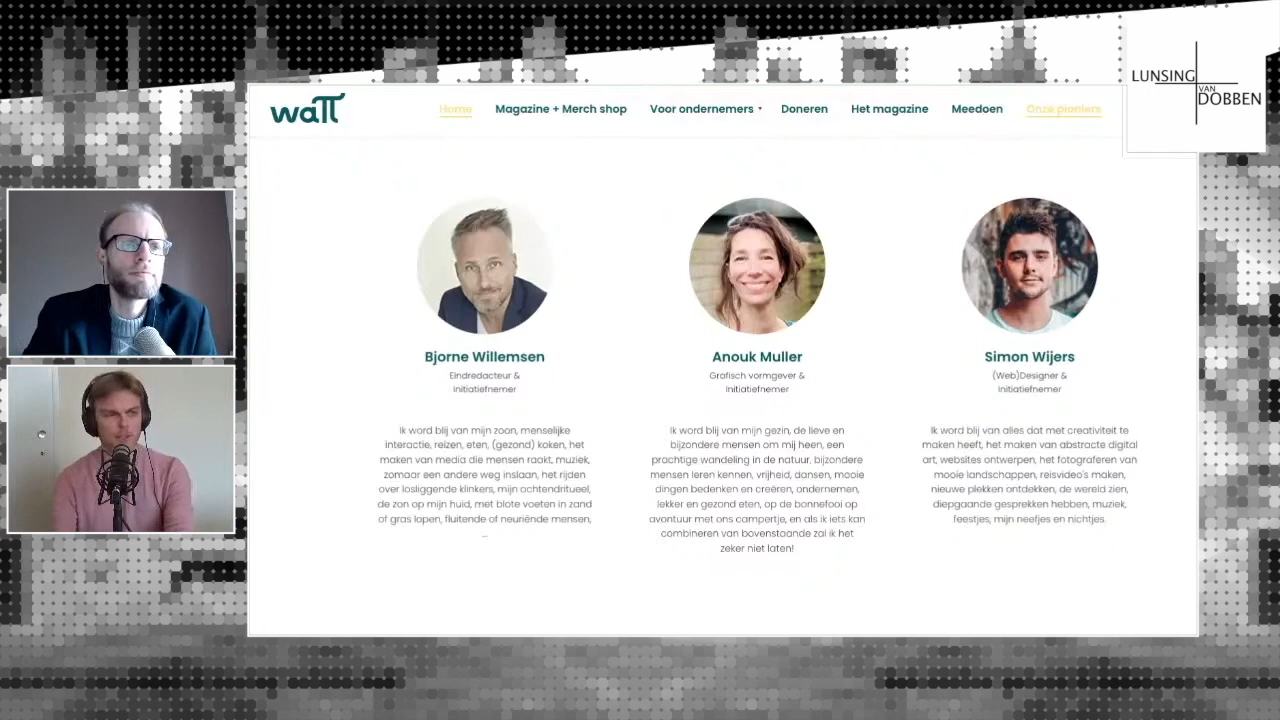 LUNSING
VAN
DOBBEN
watt
Home
Magazine + Merch shop
Voor ondernemers
Doneren
Het magazine
Meedoen
Onze pioniers
Bjorne Willemsen
Eindredacteur &
Initiatiefnemer
Ik word blij van mijn zoon, menselijke
interactie, reizen, eten, (gezond) koken, het
maken van media die mensen raakt, muziek,
zomaar een andere weg inslaan, het rijden
over losliggende klinkers, mijn ochtendritueel,
de zon op mijn huid, met blote voeten in zand
of gras lopen, fluitende of neuriënde mensen,
...
Anouk Muller
Grafisch vormgever &
Initiatiefnemer
Ik word blij van mijn gezin, de lieve en
bijzondere mensen om mij heen, een
prachtige wandeling in de natuur, bijzondere
mensen leren kennen, vrijheid, dansen, mooie
dingen bedenken en creëren, ondernemen,
lekker en gezond eten, op de bonnefooi op
avontuur met ons campertje, en als ik iets kan
combineren van bovenstaande zal ik het
zeker niet laten!
Simon Wijers
(Web)Designer &
Initiatiefnemer
Ik word blij van alles dat met creativiteit te
maken heeft, het maken van abstracte digital
art, websites ontwerpen, het fotograferen van
mooie landschappen, reisvideo's maken,
nieuwe plekken ontdekken, de wereld zien,
diepgaande gesprekken hebben, muziek,
feestjes, mijn neefjes en nichtjes.